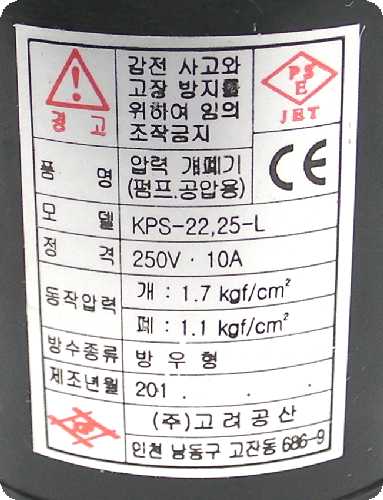 경고
감전 사고와
고장 방지를
위하여 임의
조작금지
PSE
JET
품명
압력 개폐기
(펌프.공압용)
CE
모델
KPS-22,25-L
정격
250V · 10A
동작압력
개 : 1.7 kgf/cm²
폐 : 1.1 kgf/cm²
방수종류
방우형
제조년월
201 . . .
(주)고려공산
인천 남동구 고잔동 686-9